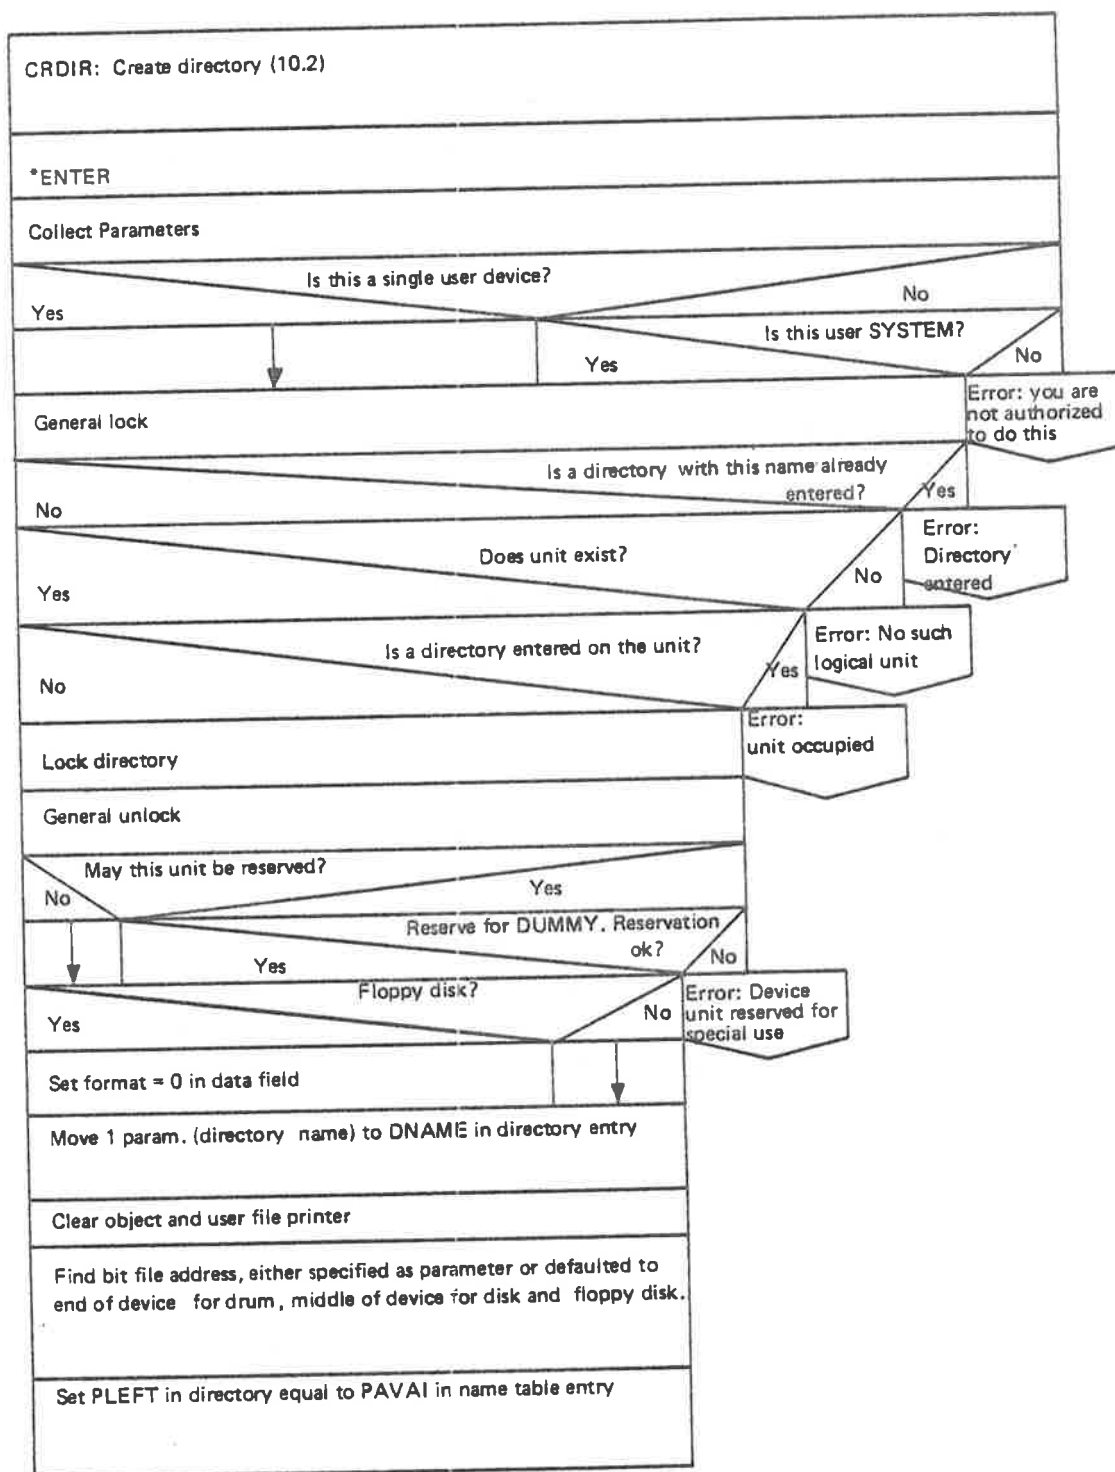 CRDIR: Create directory (10.2)
*ENTER
Collect Parameters
Is this a single user device?
Yes
No
Is this user SYSTEM?
Yes
No
Error: you are
not authorized
to do this
General lock
Is a directory with this name already
entered?
Yes
No
Error:
Directory
entered
Does unit exist?
No
Yes
Error: No such
logical unit
Is a directory entered on the unit?
Yes
No
Error:
unit occupied
Lock directory
General unlock
May this unit be reserved?
No
Yes
Reserve for DUMMY. Reservation
ok?
No
Yes
Error: Device
unit reserved for
special use
Floppy disk?
No
Yes
Set format = 0 in data field
Move 1 param. (directory name) to DNAME in directory entry
Clear object and user file printer
Find bit file address, either specified as parameter or defaulted to
end of device for drum, middle of device for disk and floppy disk.
Set PLEFT in directory equal to PAVAI in name table entry